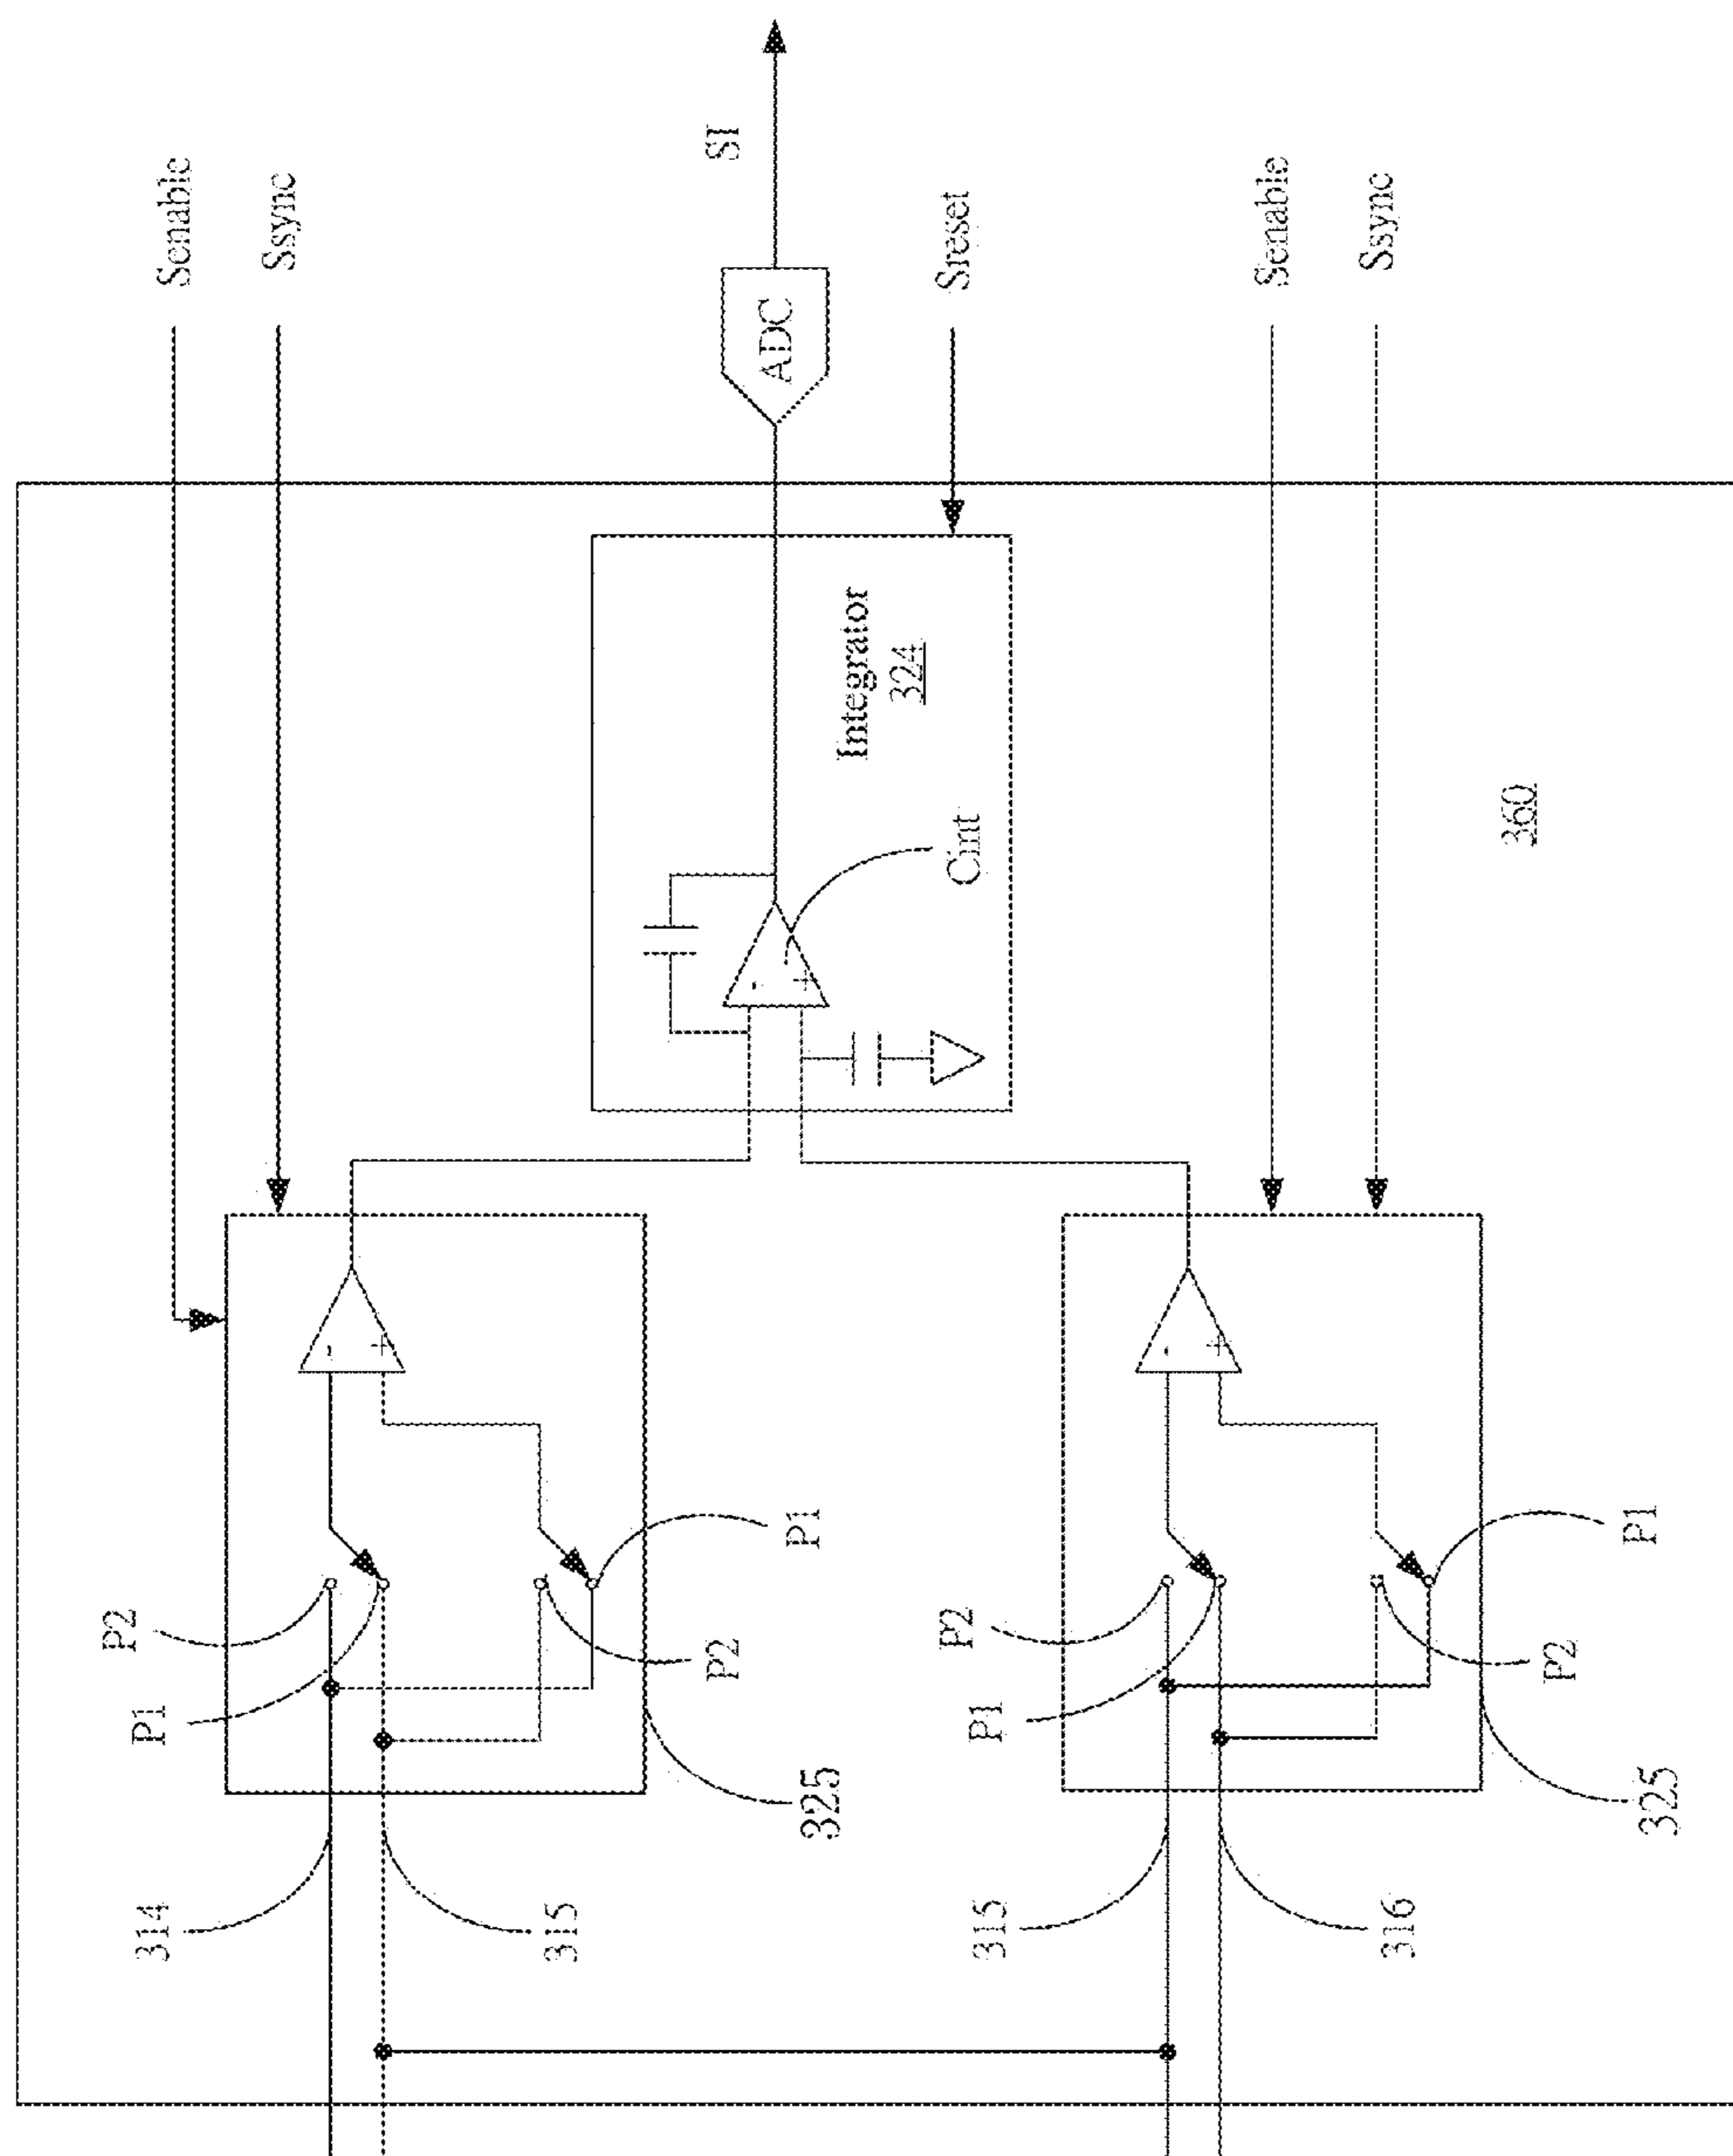 P2
314
P1
Senable
Ssync
315
P2
SI
ADC
P1
325
-
+
-
+
Integrator
324
P2
Sreset
Cint
315
P1
-
+
Senable
Ssync
316
360
P2
P1
325